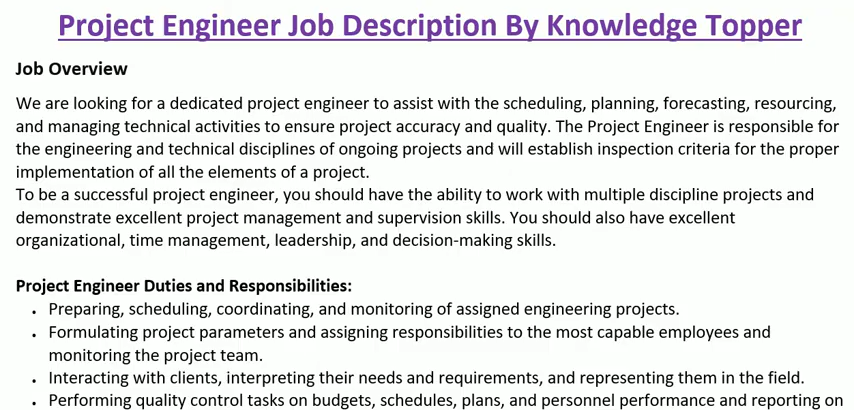 Project Engineer Job Description By Knowledge Topper
Job Overview
We are looking for a dedicated project engineer to assist with the scheduling, planning, forecasting, resourcing,
and managing technical activities to ensure project accuracy and quality. The Project Engineer is responsible for
the engineering and technical disciplines of ongoing projects and will establish inspection criteria for the proper
implementation of all the elements of a project.
To be a successful project engineer, you should have the ability to work with multiple discipline projects and
demonstrate excellent project management and supervision skills. You should also have excellent
organizational, time management, leadership, and decision-making skills.
Project Engineer Duties and Responsibilities:
• Preparing, scheduling, coordinating, and monitoring of assigned engineering projects.
• Formulating project parameters and assigning responsibilities to the most capable employees and
monitoring the project team.
• Interacting with clients, interpreting their needs and requirements, and representing them in the field.
• Performing quality control tasks on budgets, schedules, plans, and personnel performance and reporting on